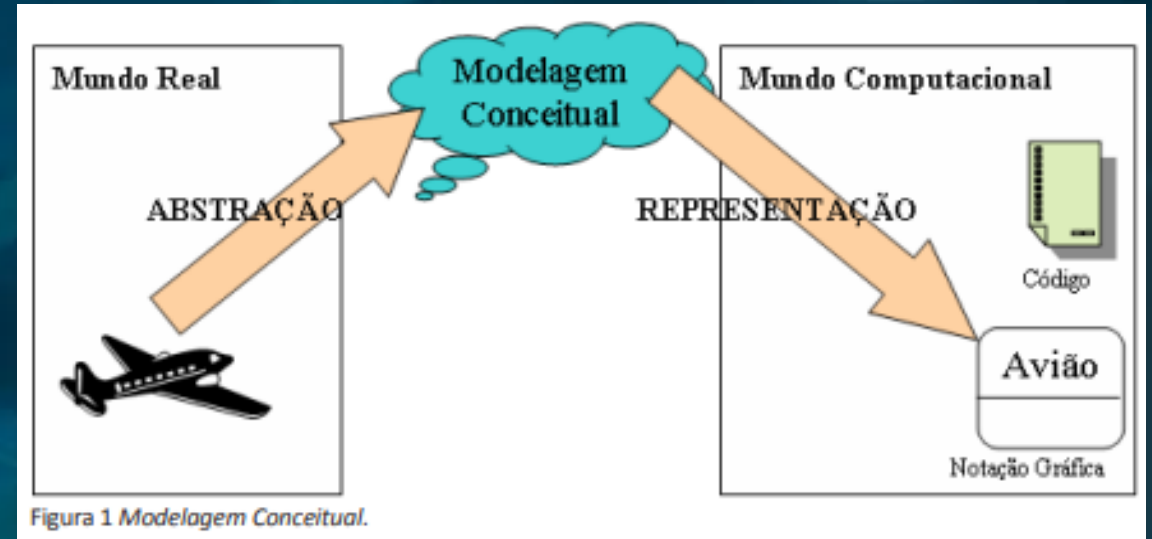 Mundo Real
Modelagem
Conceitual
Mundo Computacional
ABSTRAÇÃO
REPRESENTAÇÃO
Código
Avião
Notação Gráfica
Figura 1 Modelagem Conceitual.